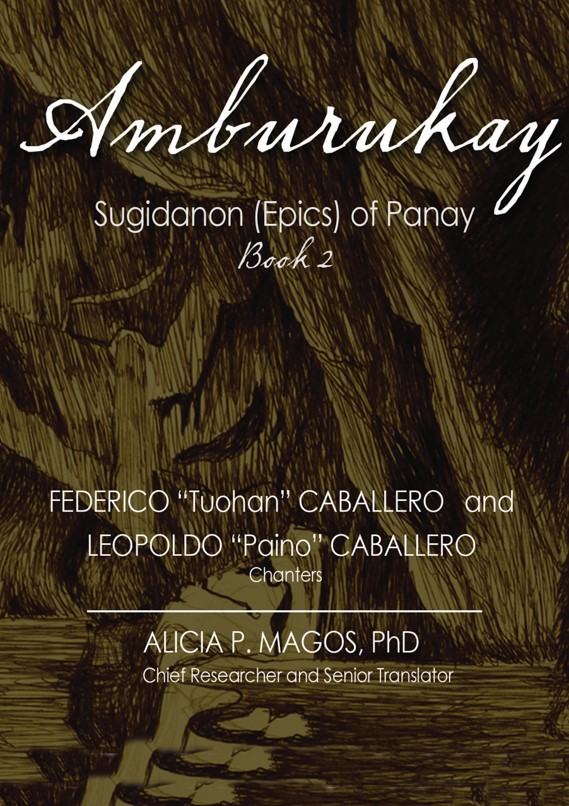 Amburukay
Sugidanon (Epics) of Panay
Book 2
FEDERICO “Tuohan” CABALLERO and
LEOPOLDO “Paino” CABALLERO
Chanters
ALICIA P. MAGOS, PhD
Chief Researcher and Senior Translator